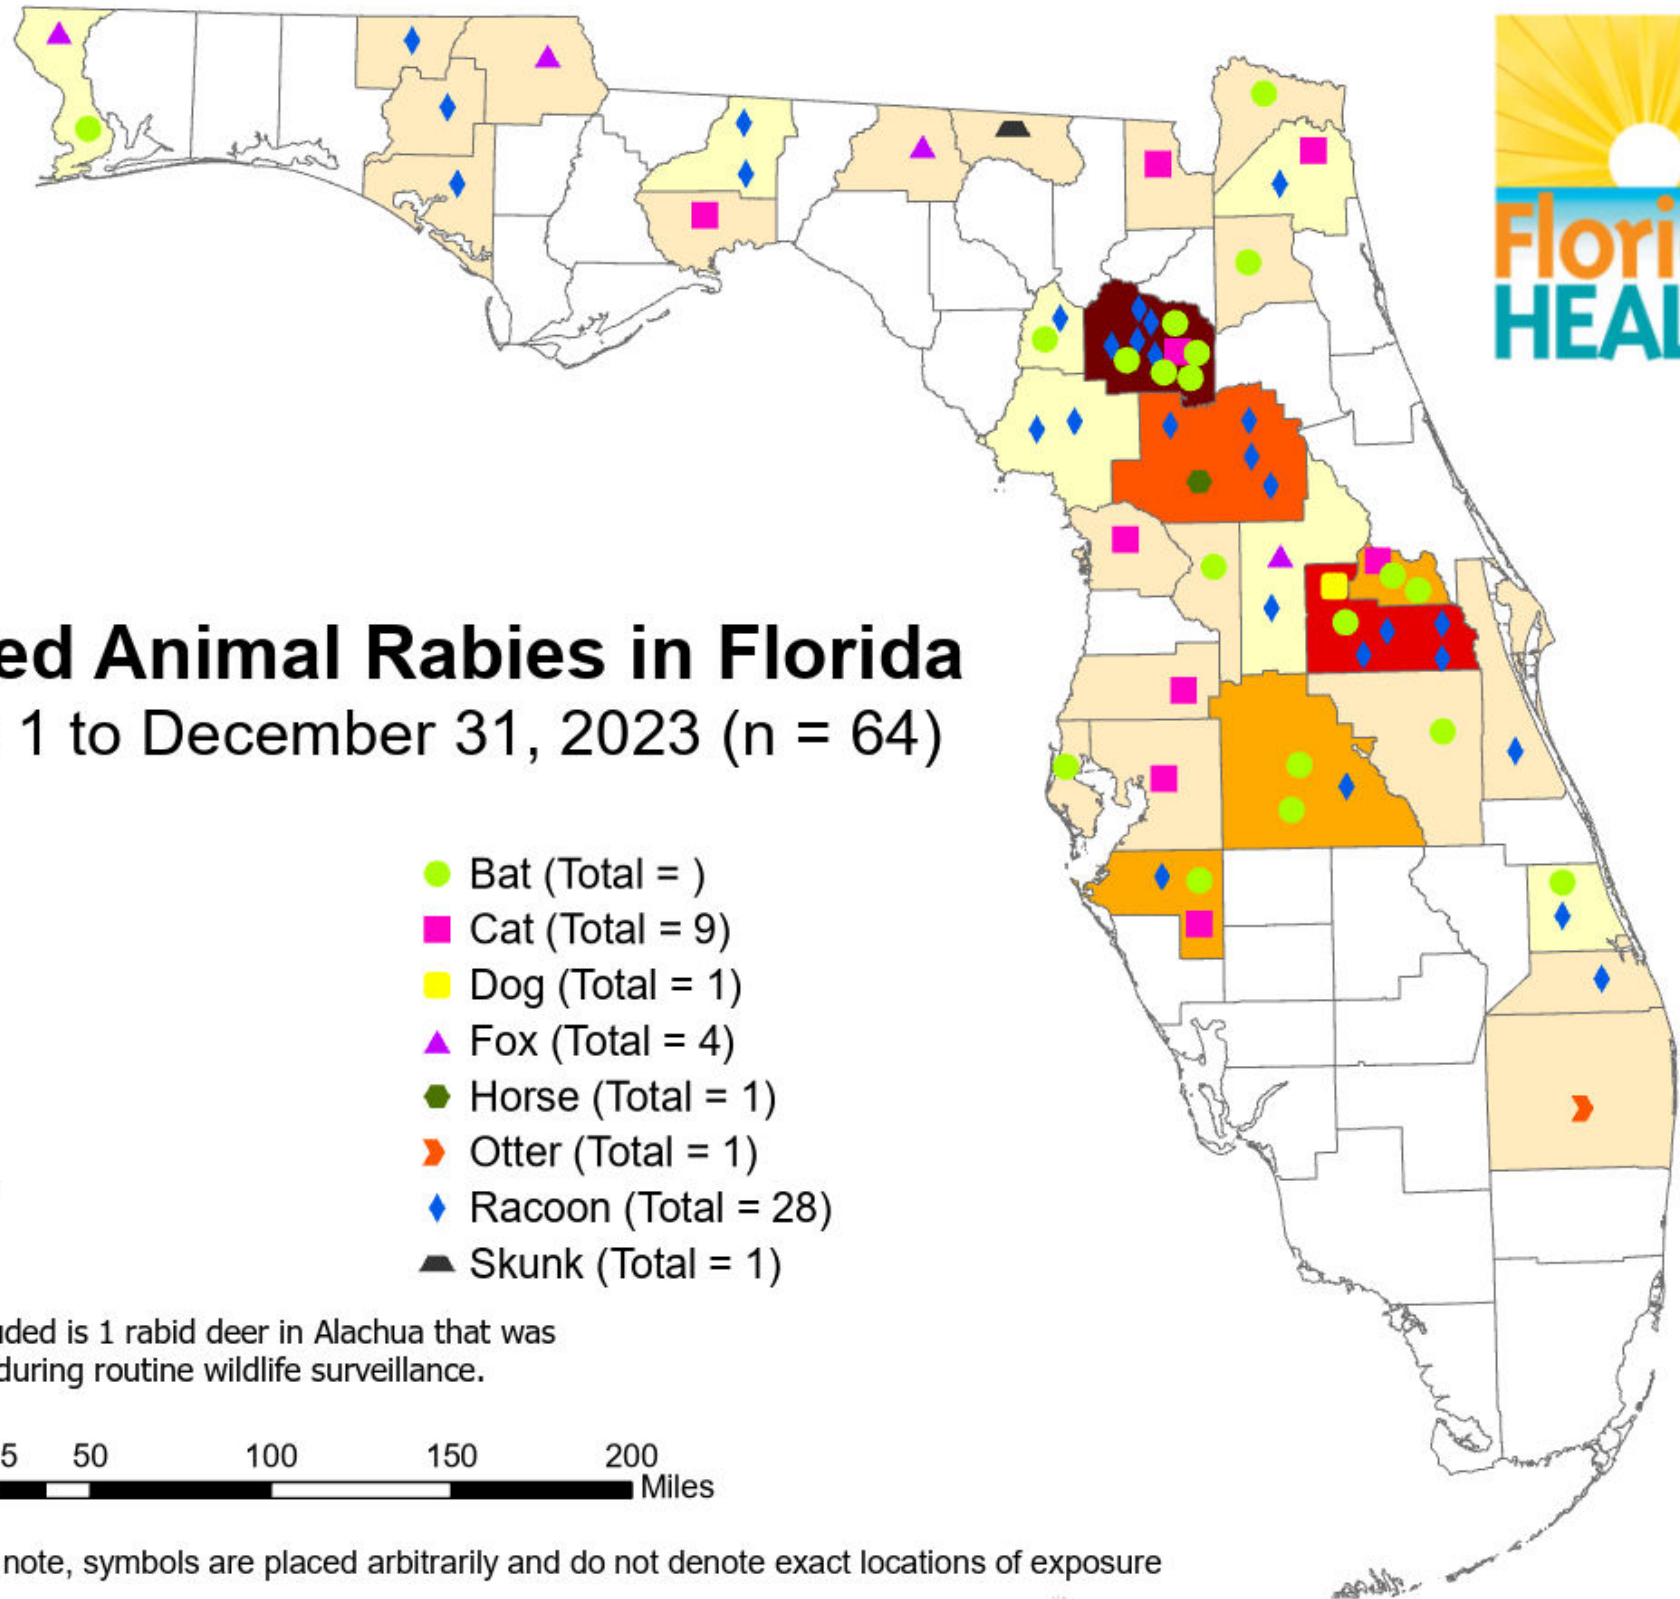 Flori
HEAL
ed Animal Rabies in Florida
1 to December 31, 2023 (n = 64)
Bat (Total = )
Cat (Total = 9)
Dog (Total = 1)
Fox (Total = 4)
Horse (Total = 1)
Otter (Total = 1)
Racoon (Total = 28)
Skunk (Total = 1)
uded is 1 rabid deer in Alachua that was
during routine wildlife surveillance.
5 50 100 150 200
Miles
note, symbols are placed arbitrarily and do not denote exact locations of exposure